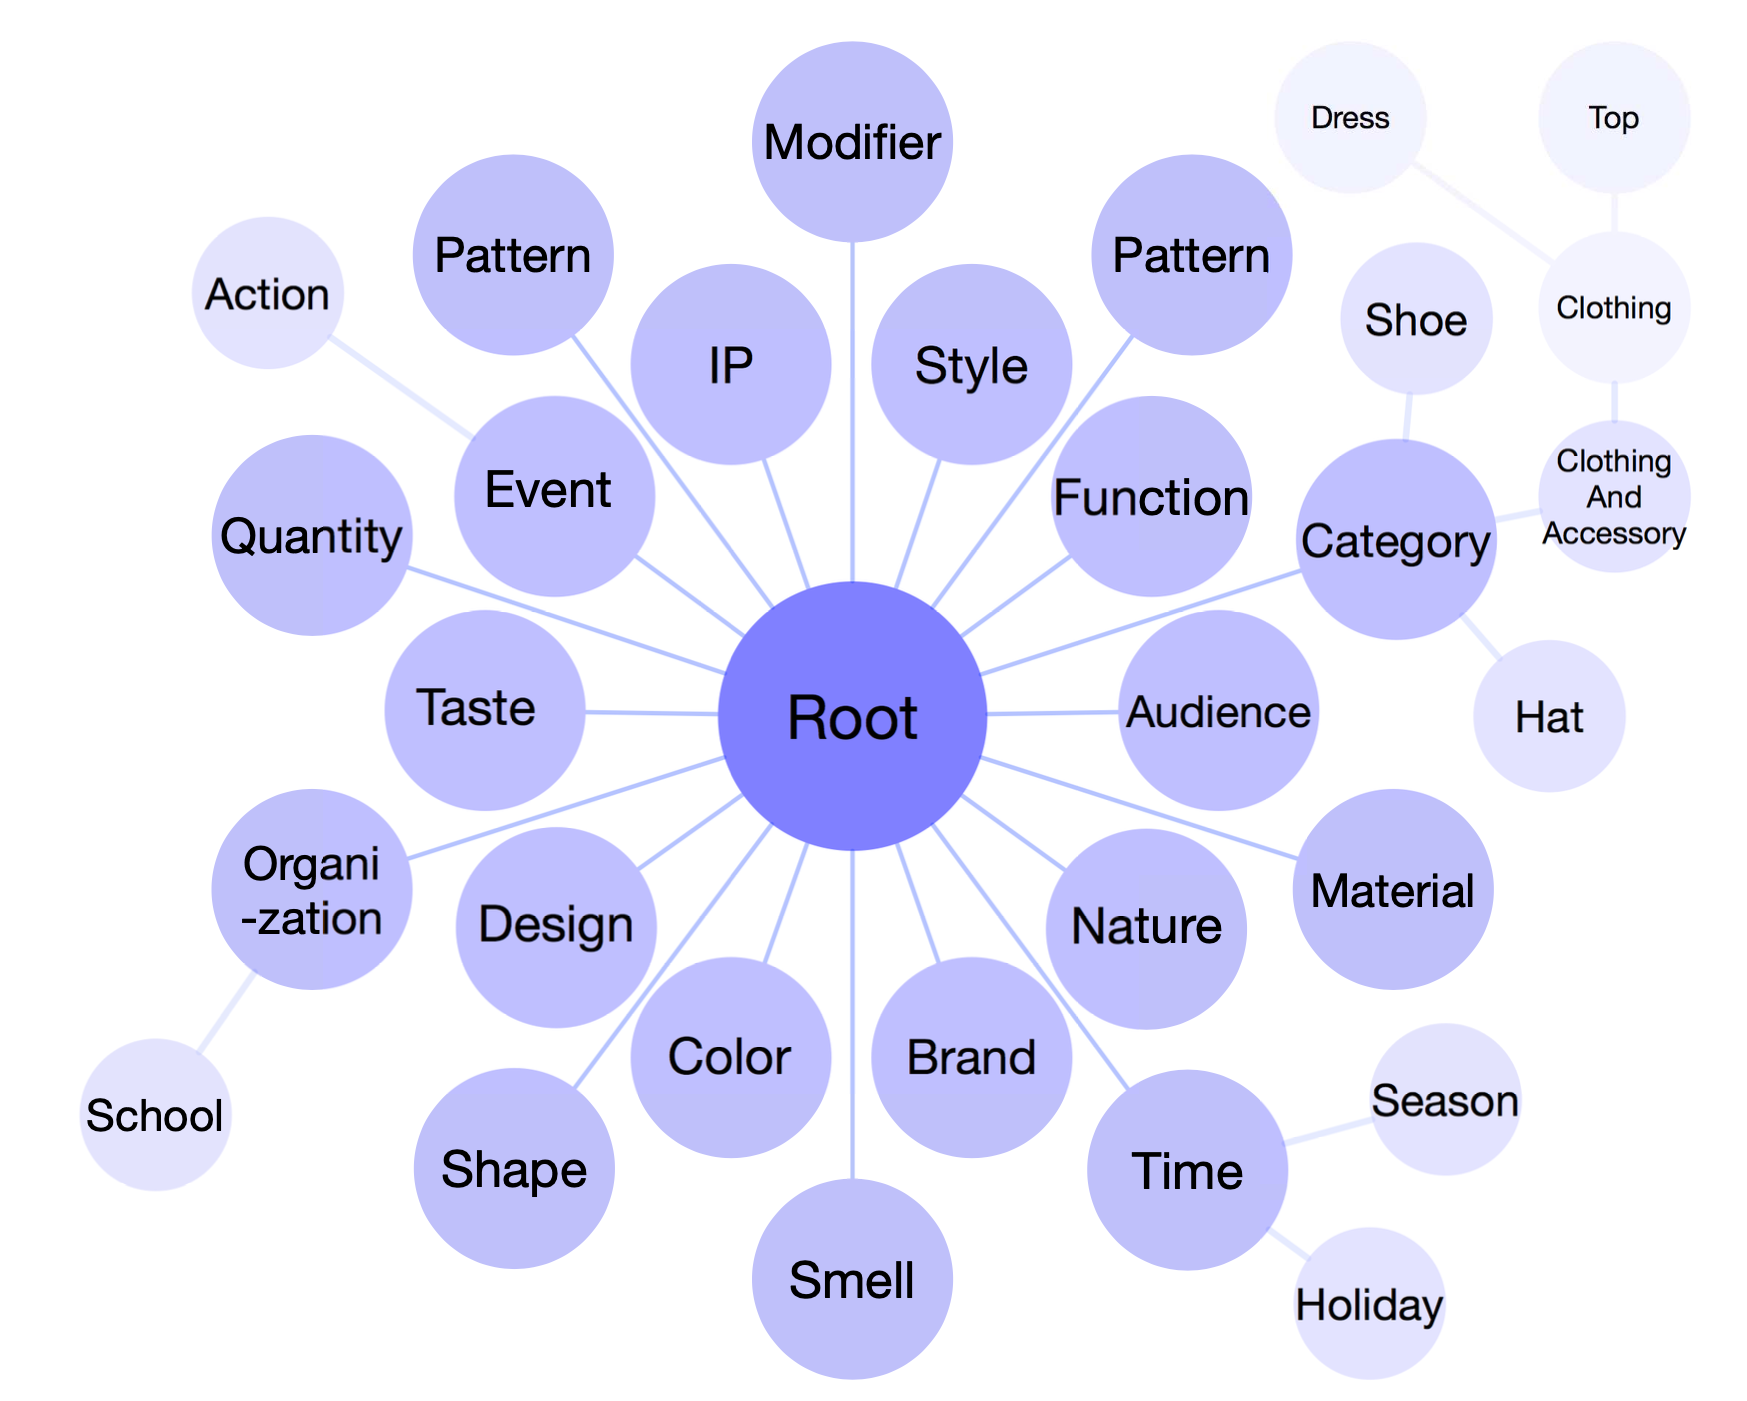 Modifier
Dress
Top
Pattern
Pattern
Action
IP
Style
Shoe
Clothing
Event
Function
Clothing
And
Accessory
Quantity
Category
Taste
Root
Audience
Hat
Organi
-zation
Design
Nature
Material
Color
Brand
School
Season
Shape
Time
Smell
Holiday